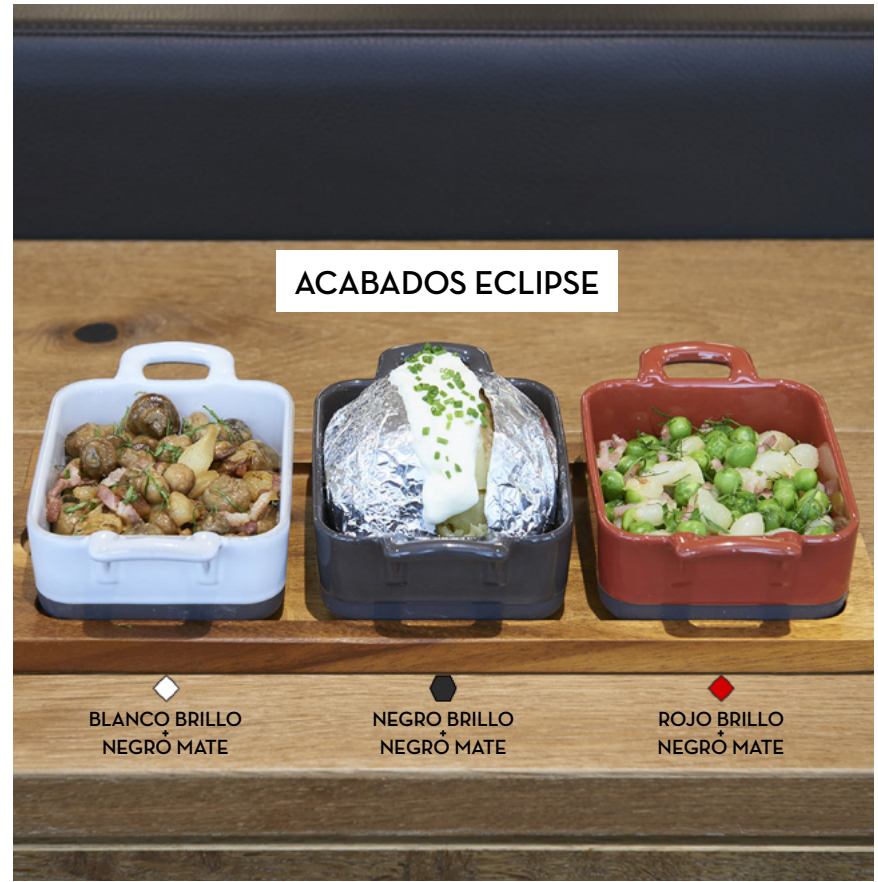 ACABADOS ECLIPSE
BLANCO BRILLO
+
NEGRO MATE
NEGRO BRILLO
+
NEGRO MATE
ROJO BRILLO
+
NEGRO MATE